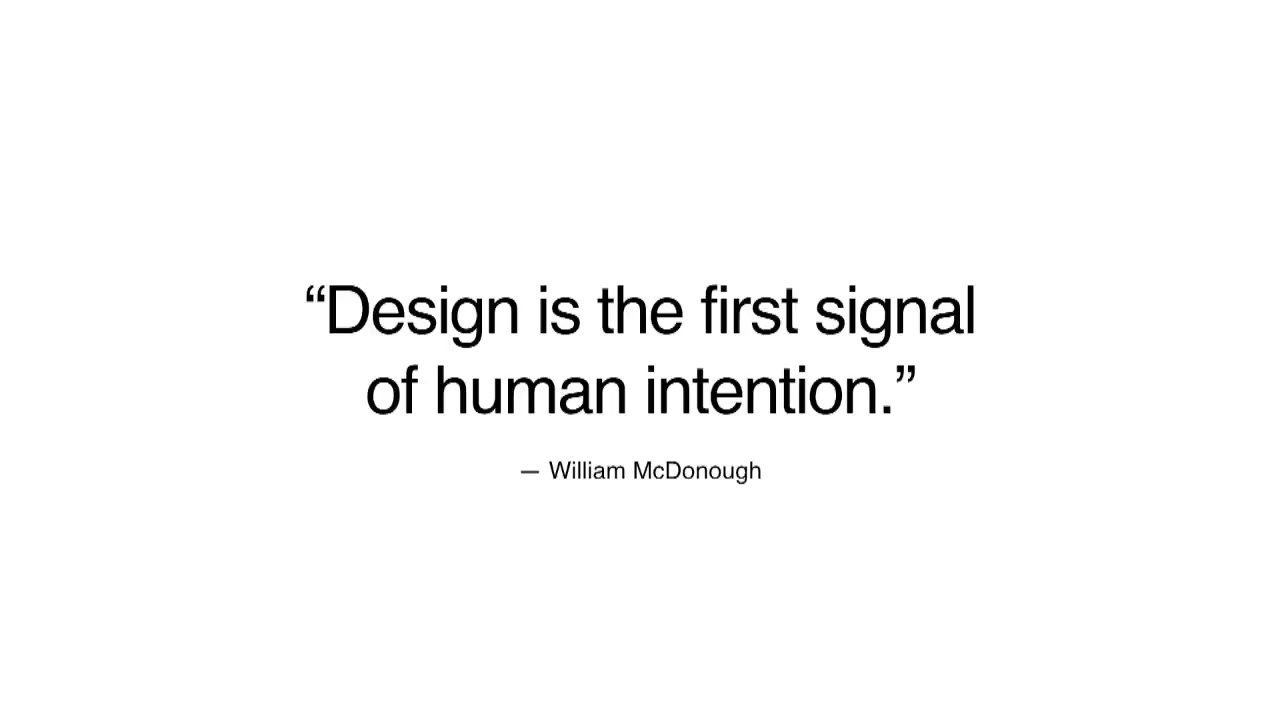 “Design is the first signal
of human intention.”
— William McDonough